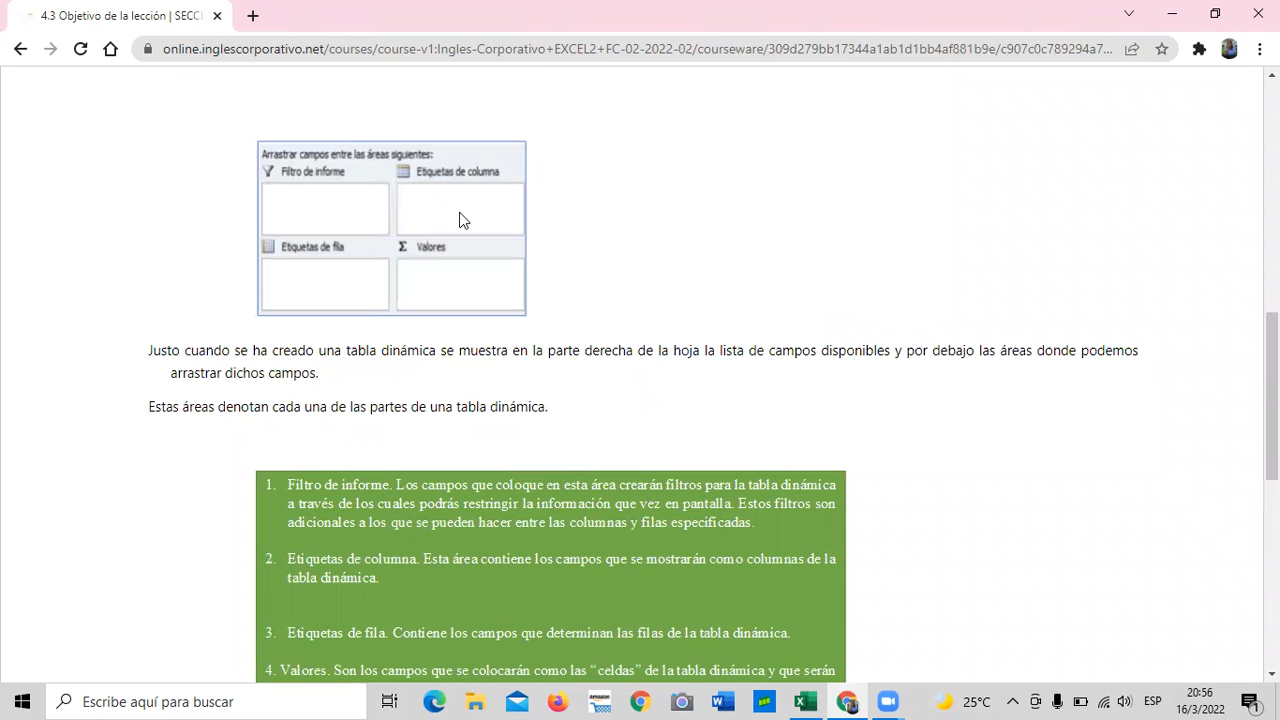 4.3 Objetivo de la lección | SECCI
online.inglescorporativo.net/courses/course-v1:Ingles-Corporativo+EXCEL2+FC-02-2022-02/courseware/309d279bb17344a1ab1d1bb4af881b9e/c907c0c789294a7...
Arrastrar campos entre las áreas siguientes:
Filtro de informe
Etiquetas de columna
Etiquetas de fila
Σ Valores
Justo cuando se ha creado una tabla dinámica se muestra en la parte derecha de la hoja la lista de campos disponibles y por debajo las áreas donde podemos
arrastrar dichos campos.
Estas áreas denotan cada una de las partes de una tabla dinámica.
1. Filtro de informe. Los campos que coloque en esta área crearán filtros para la tabla dinámica
a través de los cuales podrás restringir la información que vez en pantalla. Estos filtros son
adicionales a los que se pueden hacer entre las columnas y filas especificadas.
2. Etiquetas de columna. Esta área contiene los campos que se mostrarán como columnas de la
tabla dinámica.
3. Etiquetas de fila. Contiene los campos que determinan las filas de la tabla dinámica.
4. Valores. Son los campos que se colocarán como las “celdas” de la tabla dinámica y que serán
Escribe aquí para buscar
25°C
ESP
20:56
16/3/2022